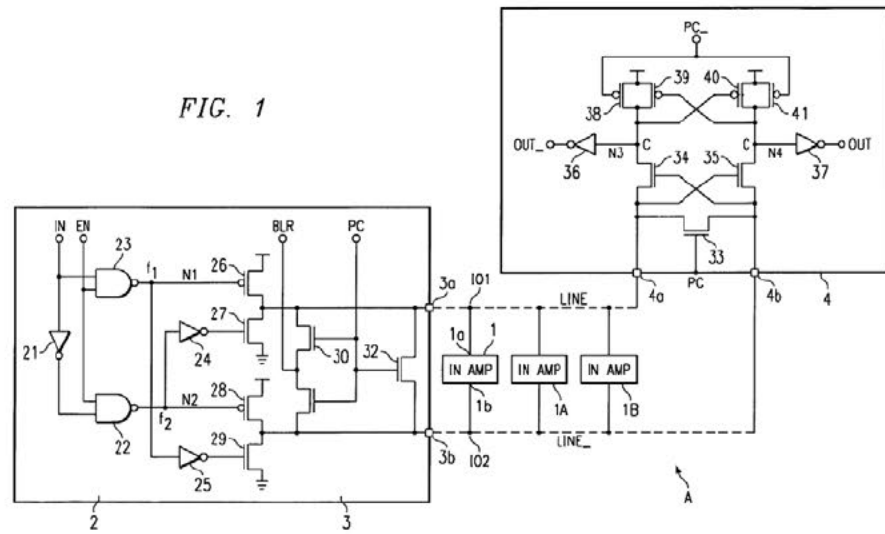 FIG. 1
PC_
39
40
38
41
OUT_
36
N3
C
34
C
35
N4
37
OUT
33
4a
PC
4b
4
IN
EN
BLR
PC
23
f1
N1
26
3a
101
LINE
27
24
30
32
1a
1
21
IN AMP
IN AMP
IN AMP
28
1b
1A
1B
N2
22
f2
29
3b
102
LINE_
25
A
2
3